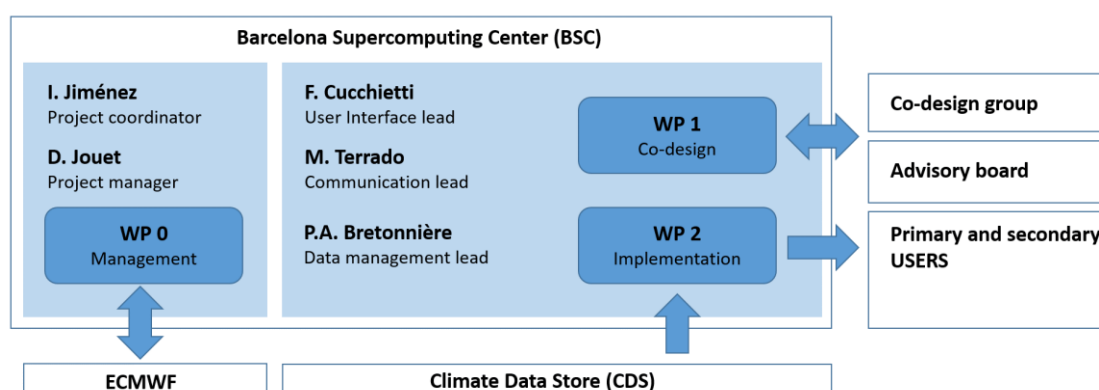 Barcelona Supercomputing Center (BSC)
I. Jiménez
Project coordinator
D. Jouet
Project manager
WP 0
Management
F. Cucchietti
User Interface lead
M. Terrado
Communication lead
P.A. Bretonnière
Data management lead
WP 1
Co-design
WP 2
Implementation
Co-design group
Advisory board
Primary and secondary
USERS
ECMWF
Climate Data Store (CDS)